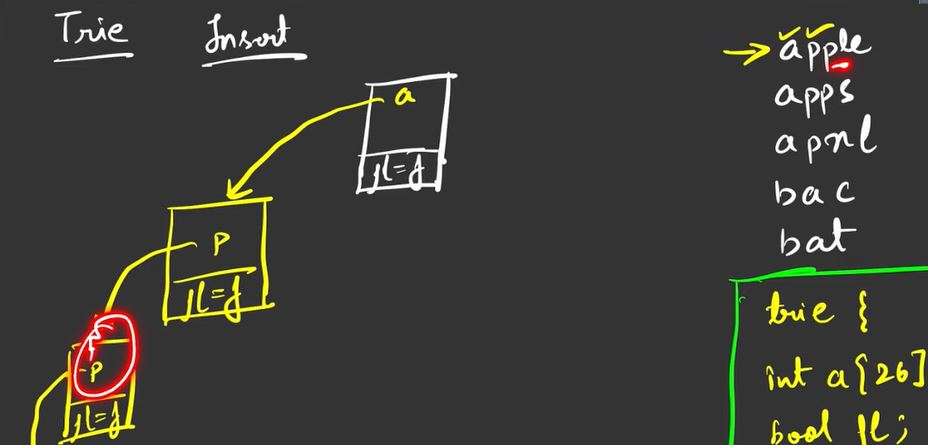 Trie Insert
a
fl=f
p
fl=f
p
fl=f
apple
apps
apxl
bac
bat
trie {
int a[26]
bool fl;